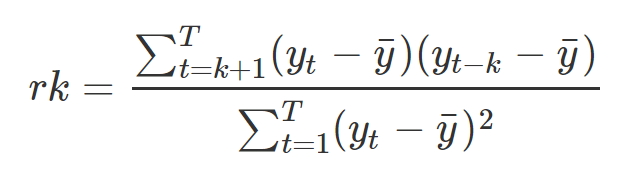 rk = \frac{\sum_{t=k+1}^{T}(y_t - \bar{y})(y_{t-k} - \bar{y})}{\sum_{t=1}^{T}(y_t - \bar{y})^2}